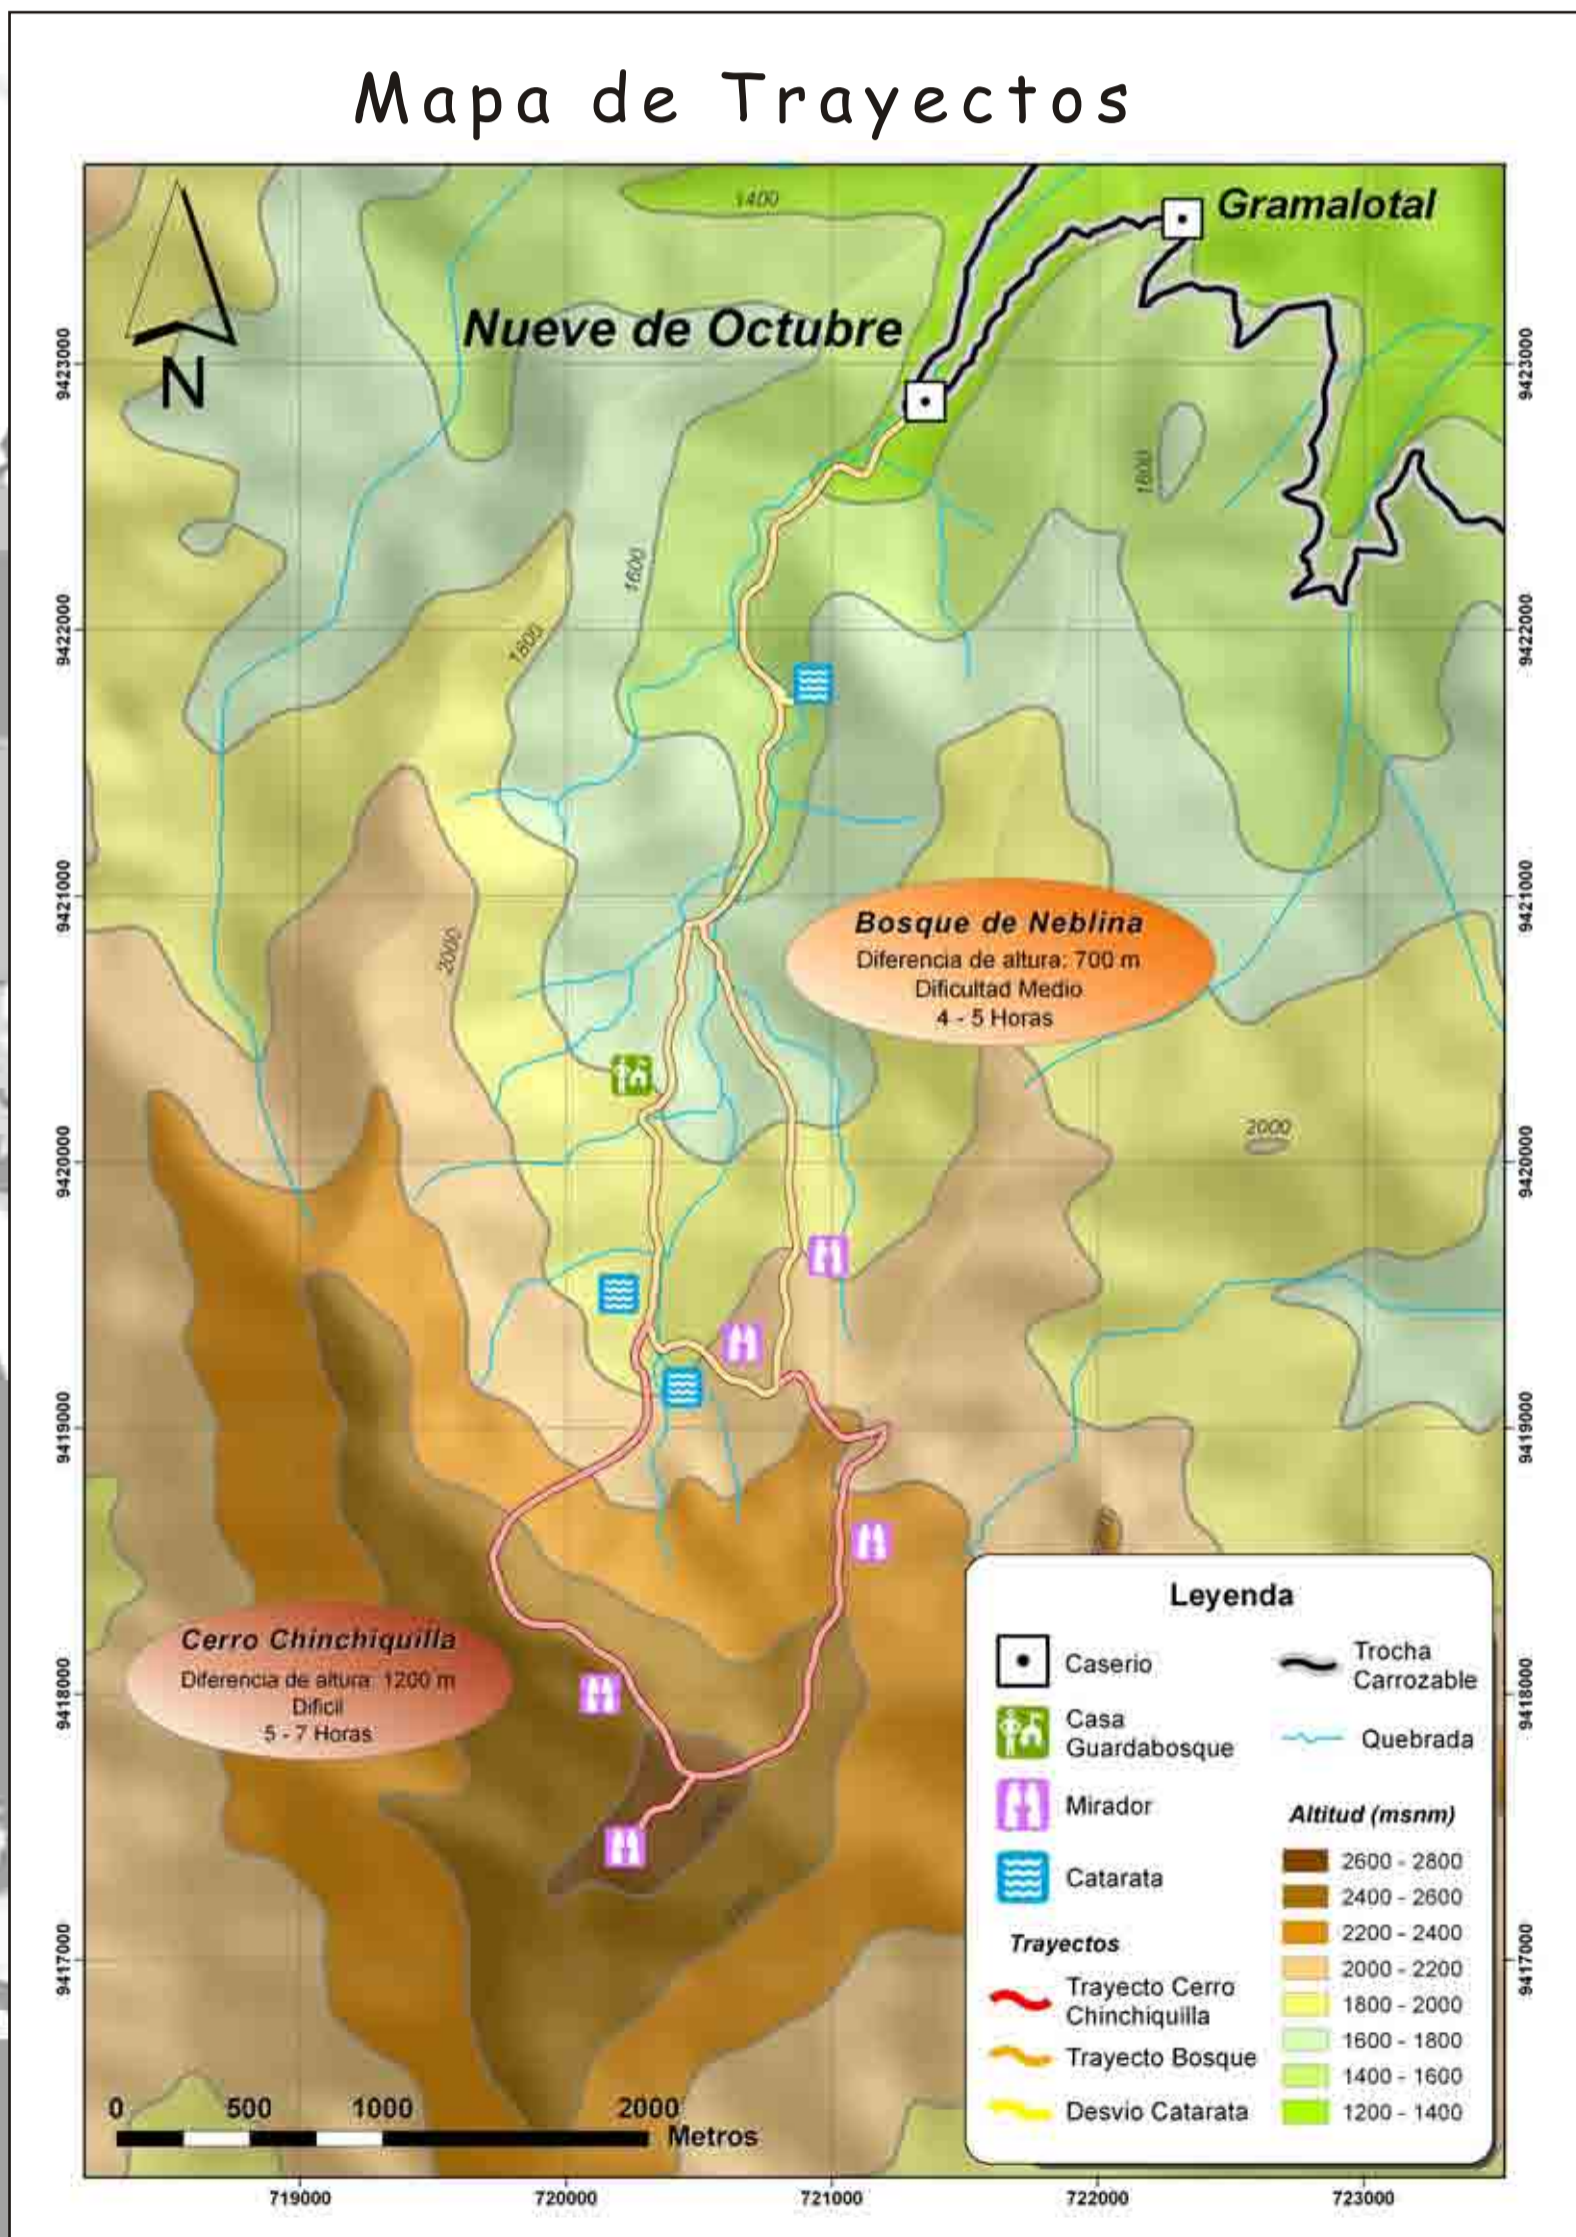 Mapa de Trayectos
Gramalotal
Nueve de Octubre
N
1400
1600
1800
1800
2000
2000
Bosque de Neblina
Diferencia de altura: 700 m
Dificultad Medio
4 - 5 Horas
Cerro Chinchiquilla
Diferencia de altura: 1200 m
Dificil
5 - 7 Horas
9423000
9422000
9421000
9420000
9419000
9418000
9417000
9423000
9422000
9421000
9420000
9419000
9418000
9417000
Leyenda
Caserio
Casa
Guardabosque
Mirador
Catarata
Trayectos
Trayecto Cerro
Chinchiquilla
Trayecto Bosque
Desvio Catarata
Trocha
Carrozable
Quebrada
Altitud (msnm)
2600 - 2800
2400 - 2600
2200 - 2400
2000 - 2200
1800 - 2000
1600 - 1800
1400 - 1600
1200 - 1400
0 500 1000 2000
Metros
719000 720000 721000 722000 723000